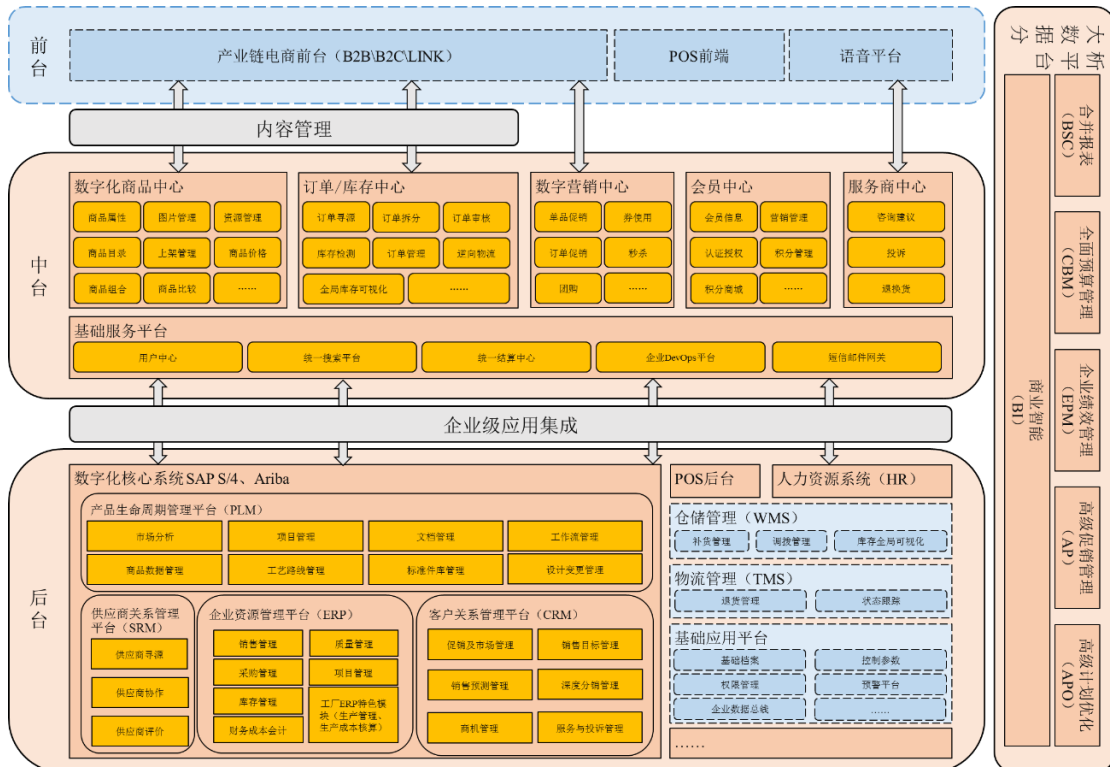 前台
产业链电商前台（B2B\B2C\LINK）
POS前端
语音平台
内容管理
中台
数字化商品中心
商品属性
图片管理
资源管理
商品目录
上架管理
商品价格
商品组合
商品比较
……
订单/库存中心
订单寻源
订单拆分
订单审核
库存检测
订单管理
逆向物流
全局库存可视化
……
数字营销中心
单品促销
券使用
订单促销
秒杀
团购
……
会员中心
会员信息
营销管理
认证授权
积分管理
积分商城
……
服务商中心
咨询建议
投诉
退换货
基础服务平台
用户中心
统一搜索平台
统一结算中心
企业DevOps平台
短信邮件网关
企业级应用集成
后台
数字化核心系统 SAP S/4、Ariba
产品生命周期管理平台（PLM）
市场分析
项目管理
文档管理
工作流管理
商品数据管理
工艺路线管理
标准件库管理
设计变更管理
供应商关系管理
平台（SRM）
供应商寻源
供应商协作
供应商评价
企业资源管理平台（ERP）
销售管理
质量管理
采购管理
项目管理
库存管理
财务成本会计
工厂ERP特色模
块（生产管理、
生产成本核算）
客户关系管理平台（CRM）
促销及市场管理
销售目标管理
销售预测管理
深度分销管理
商机管理
服务与投诉管理
POS后台
人力资源系统（HR）
仓储管理（WMS）
补货管理
调拨管理
库存全局可视化
物流管理（TMS）
退货管理
状态跟踪
基础应用平台
基础档案
控制参数
权限管理
预警平台
企业数据总线
……
……
大数据分
析平台
商业智能
（BI）
合并报表
（BSC）
全面预算管理
（CBM）
企业绩效管理
（EPM）
高级促销管理
（AP）
高级计划优化
（APO）